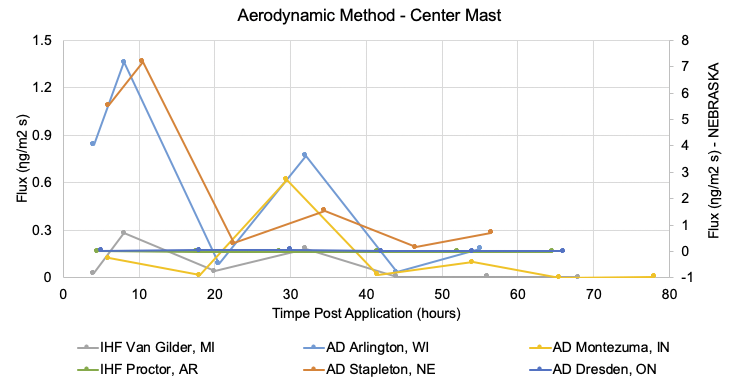 Aerodynamic Method - Center Mast
1.5
1.2
0.9
0.6
0.3
0
Flux (ng/m2 s)
8
7
6
5
4
3
2
1
0
-1
Flux (ng/m2 s) - NEBRASKA
0 10 20 30 40 50 60 70 80
Timpe Post Application (hours)
IHF Van Gilder, MI AD Arlington, WI AD Montezuma, IN
IHF Proctor, AR AD Stapleton, NE AD Dresden, ON